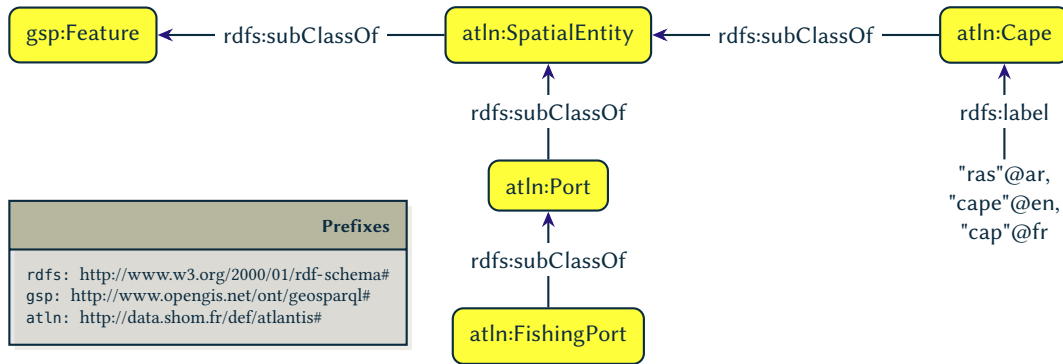 gsp:Feature rdfs:subClassOf atln:SpatialEntity rdfs:subClassOf atln:Cape
rdfs:subClassOf
rdfs:label
atln:Port
"ras"@ar,
"cape"@en,
"cap"@fr
rdfs:subClassOf
atln:FishingPort
Prefixes
rdfs: http://www.w3.org/2000/01/rdf-schema#
gsp: http://www.opengis.net/ont/geosparql#
atln: http://data.shom.fr/def/atlantis#